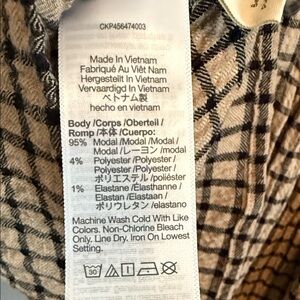 CKP456474003
Made In Vietnam
Fabriqué Au Viêt Nam
Hergestellt In Vietnam
Vervaardigd In Vietnam
ベトナム製
hecho en vietnam
Body /Corps /Oberteil /
Romp /本体 /Cuerpo:
95% Modal /Modal /Modal /
Modal /レーヨン /modal
4% Polyester /Polyester /
Polyester /Polyester /
ポリエステル /poliéster
1% Elastane /Élasthanne /
Elastan /Elastaan /
ポリウレタン /elastano
Machine Wash Cold With Like
Colors. Non-Chlorine Bleach
Only. Line Dry. Iron On Lowest
Setting.
30